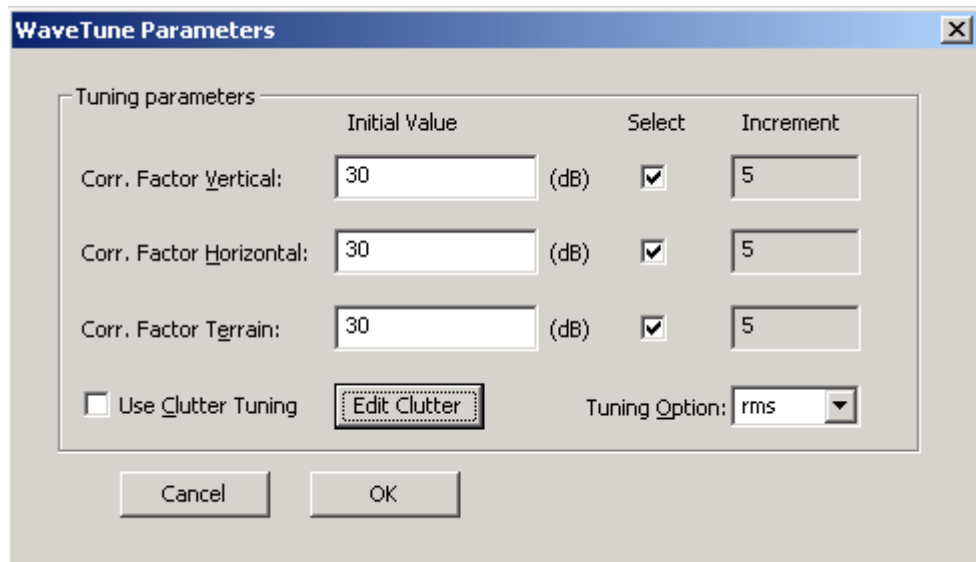 WaveTune Parameters
Tuning parameters
Initial Value Select Increment
Corr. Factor Vertical: 30 (dB) 5
Corr. Factor Horizontal: 30 (dB) 5
Corr. Factor Terrain: 30 (dB) 5
Use Clutter Tuning Edit Clutter Tuning Option: rms
Cancel OK